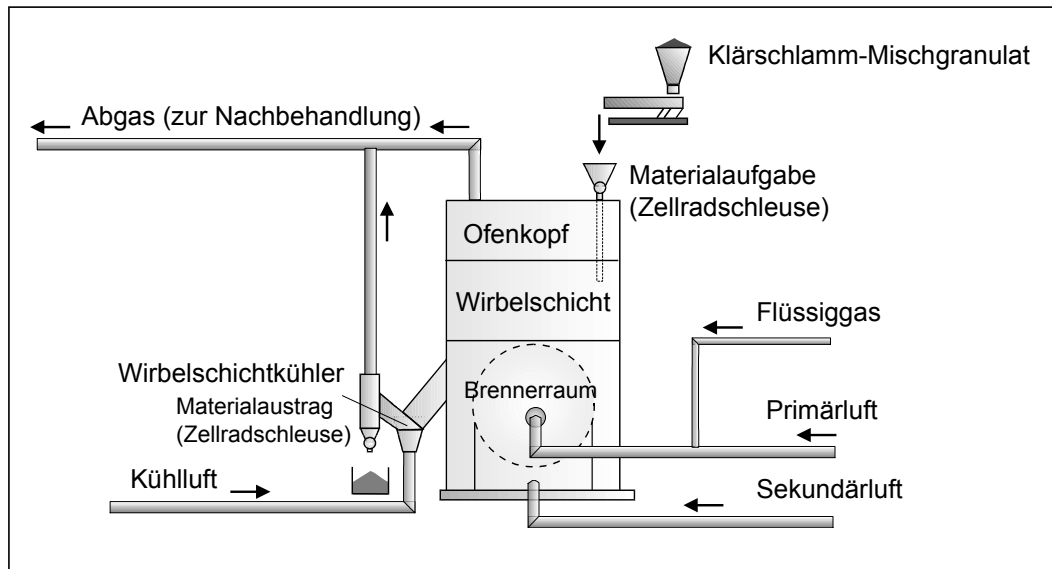 Klärschlamm-Mischgranulat
Abgas (zur Nachbehandlung)
Materialaufgabe
(Zellradschleuse)
Ofenkopf
Wirbelschicht
Flüssiggas
Wirbelschichtkühler
Materialaustrag
(Zellradschleuse)
Brennerraum
Primärluft
Kühlluft
Sekundärluft